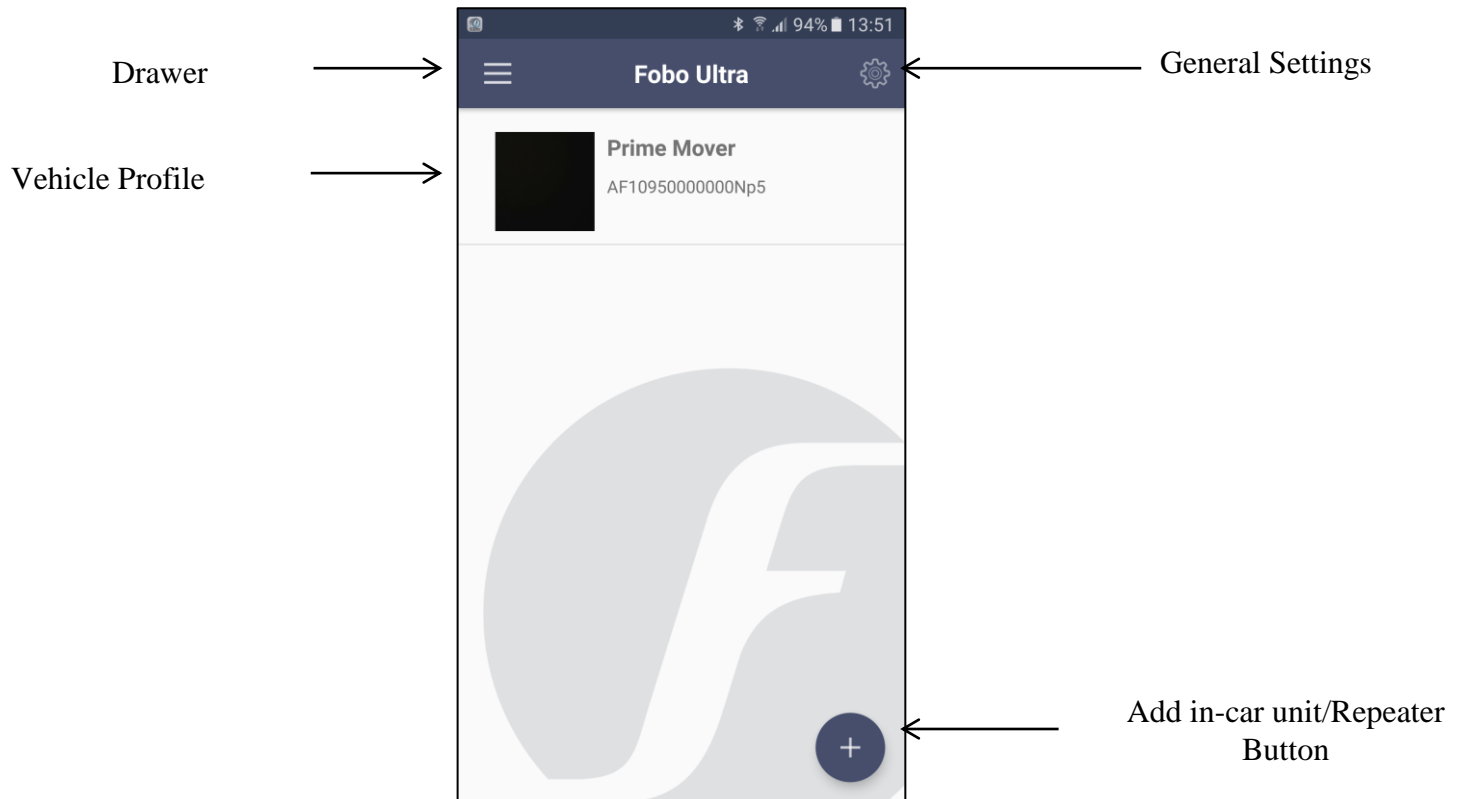 94% 13:51
Drawer
Fobo Ultra
General Settings
Vehicle Profile
Prime Mover
AF10950000000Np5
Add in-car unit/Repeater
Button